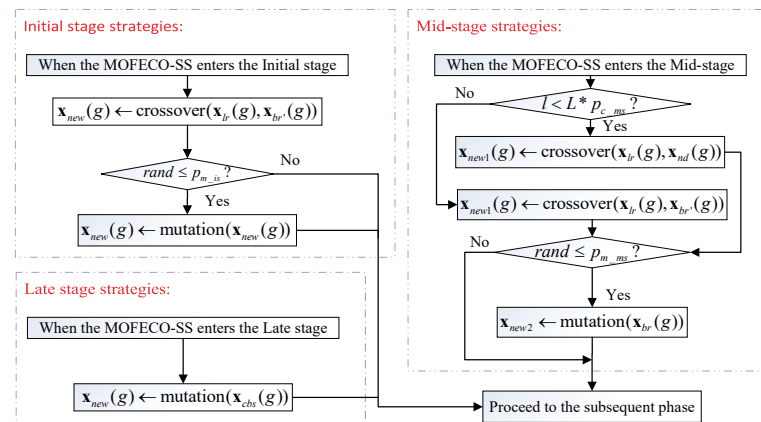 Initial stage strategies:
When the MOFECO-SS enters the Initial stage
x_new(g) ← crossover(x_lr(g), x_br'(g))
rand ≤ p_m_is ?
No
Yes
x_new(g) ← mutation(x_new(g))
Late stage strategies:
When the MOFECO-SS enters the Late stage
x_new(g) ← mutation(x_cbs(g))
Mid-stage strategies:
When the MOFECO-SS enters the Mid-stage
No
l < L* p_c_ms ?
Yes
x_new1(g) ← crossover(x_lr(g), x_nd(g))
x_new1(g) ← crossover(x_lr(g), x_br'(g))
No
rand ≤ p_m_ms ?
Yes
x_new2 ← mutation(x_br(g))
Proceed to the subsequent phase